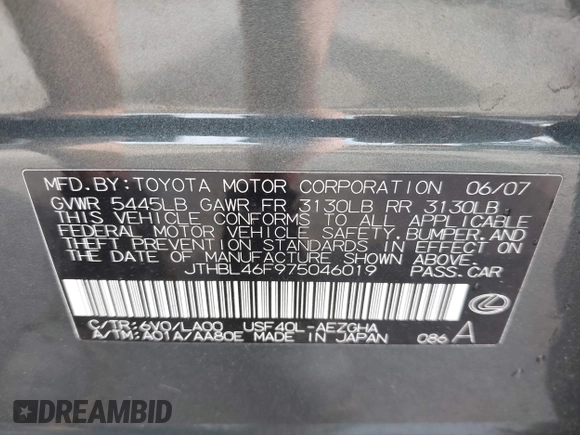 MFD.BY:TOYOTA MOTOR CORPORATION 06/07
GVWR 5445LB GAWR FR 3130LB RR 3130LB
THIS VEHICLE CONFORMS TO ALL APPLICABLE
FEDERAL MOTOR VEHICLE SAFETY,BUMPER,AND
THEFT PREVENTION STANDARDS IN EFFECT ON
THE DATE OF MANUFACTURE SHOWN ABOVE.
JTHBL46F975046019 PASS.CAR
C/TR:6V0/LA00 USF40L-AEZGHA
A/TM:A01A/AA80E MADE IN JAPAN 086 A
DREAMBID